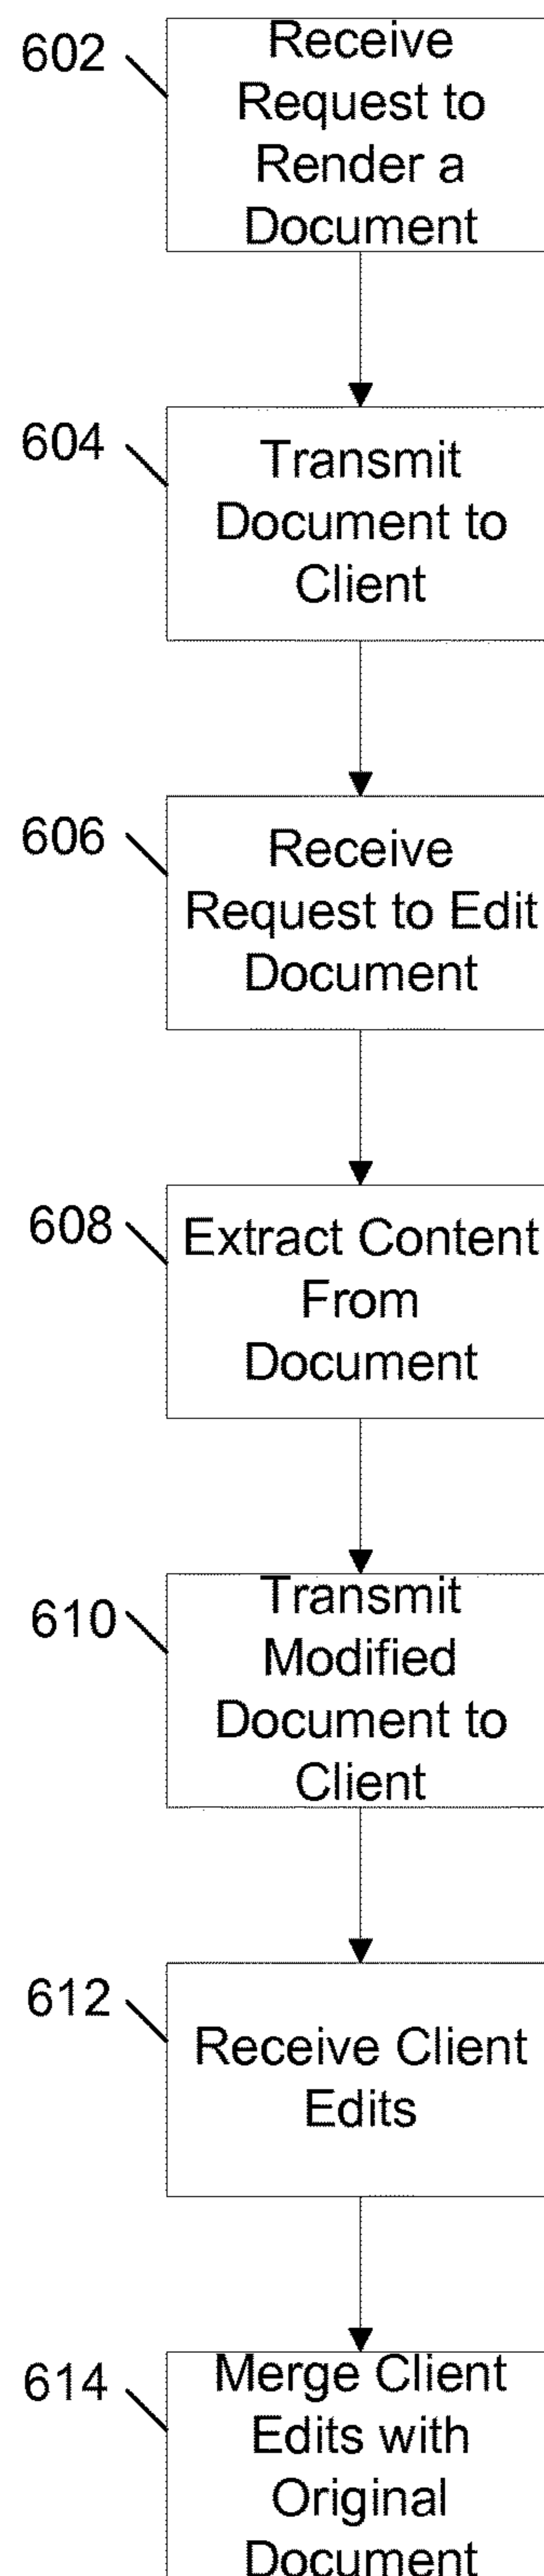 602
Receive
Request to
Render a
Document
604
Transmit
Document to
Client
606
Receive
Request to Edit
Document
608
Extract Content
From
Document
610
Transmit
Modified
Document to
Client
612
Receive Client
Edits
614
Merge Client
Edits with
Original
Document